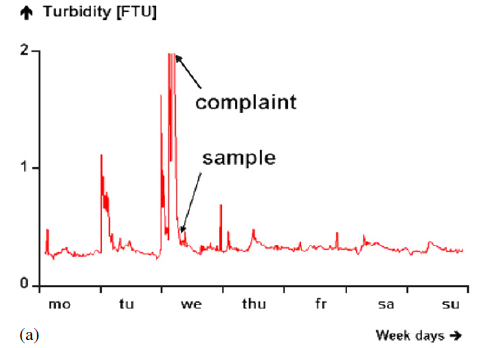 ↑ Turbidity [FTU]
2
complaint
1
sample
0
mo tu we thu fr sa su
(a) Week days →